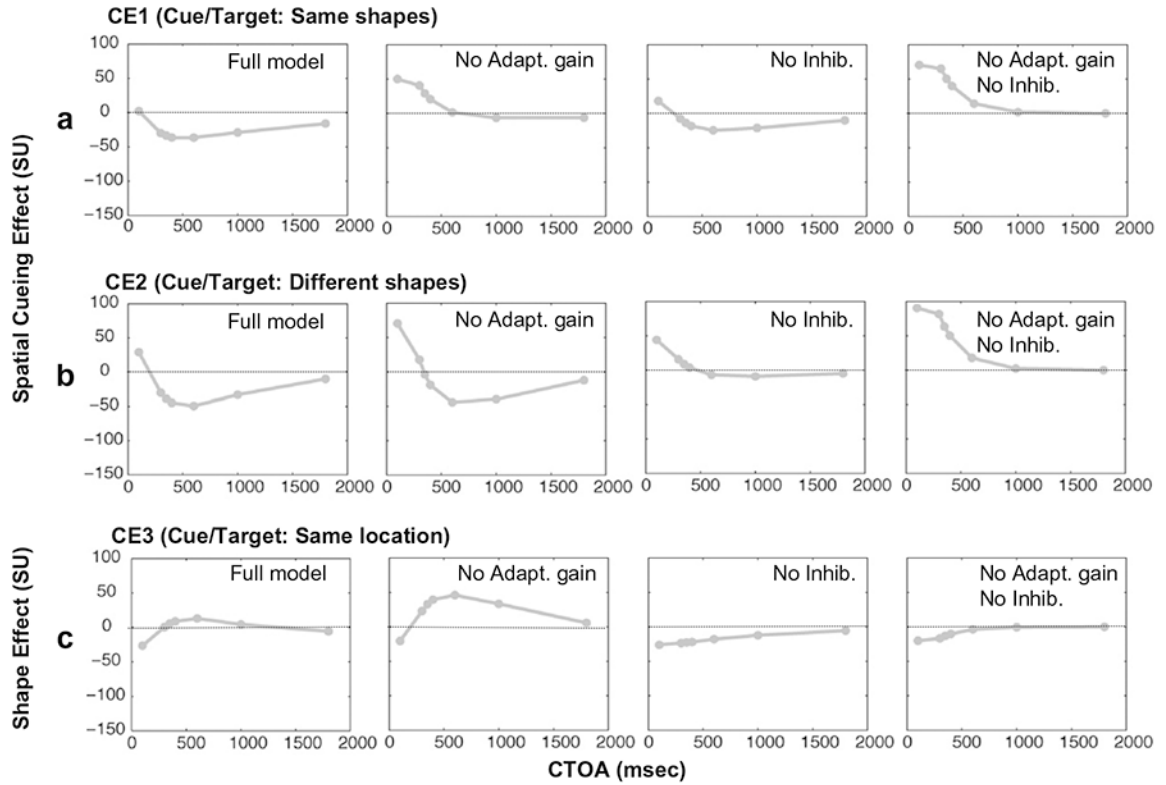 CE1 (Cue/Target: Same shapes)
a
Spatial Cueing Effect (SU)
100
50
0
−50
−100
−150
Full model
0 500 1000 1500 2000
No Adapt. gain
0 500 1000 1500 2000
No Inhib.
0 500 1000 1500 2000
No Adapt. gain
No Inhib.
0 500 1000 1500 2000
CE2 (Cue/Target: Different shapes)
b
100
50
0
−50
−100
−150
Full model
0 500 1000 1500 2000
No Adapt. gain
0 500 1000 1500 2000
No Inhib.
0 500 1000 1500 2000
No Adapt. gain
No Inhib.
0 500 1000 1500 2000
CE3 (Cue/Target: Same location)
c
Shape Effect (SU)
100
50
0
−50
−100
−150
Full model
0 500 1000 1500 2000
No Adapt. gain
0 500 1000 1500 2000
No Inhib.
0 500 1000 1500 2000
No Adapt. gain
No Inhib.
0 500 1000 1500 2000
CTOA (msec)